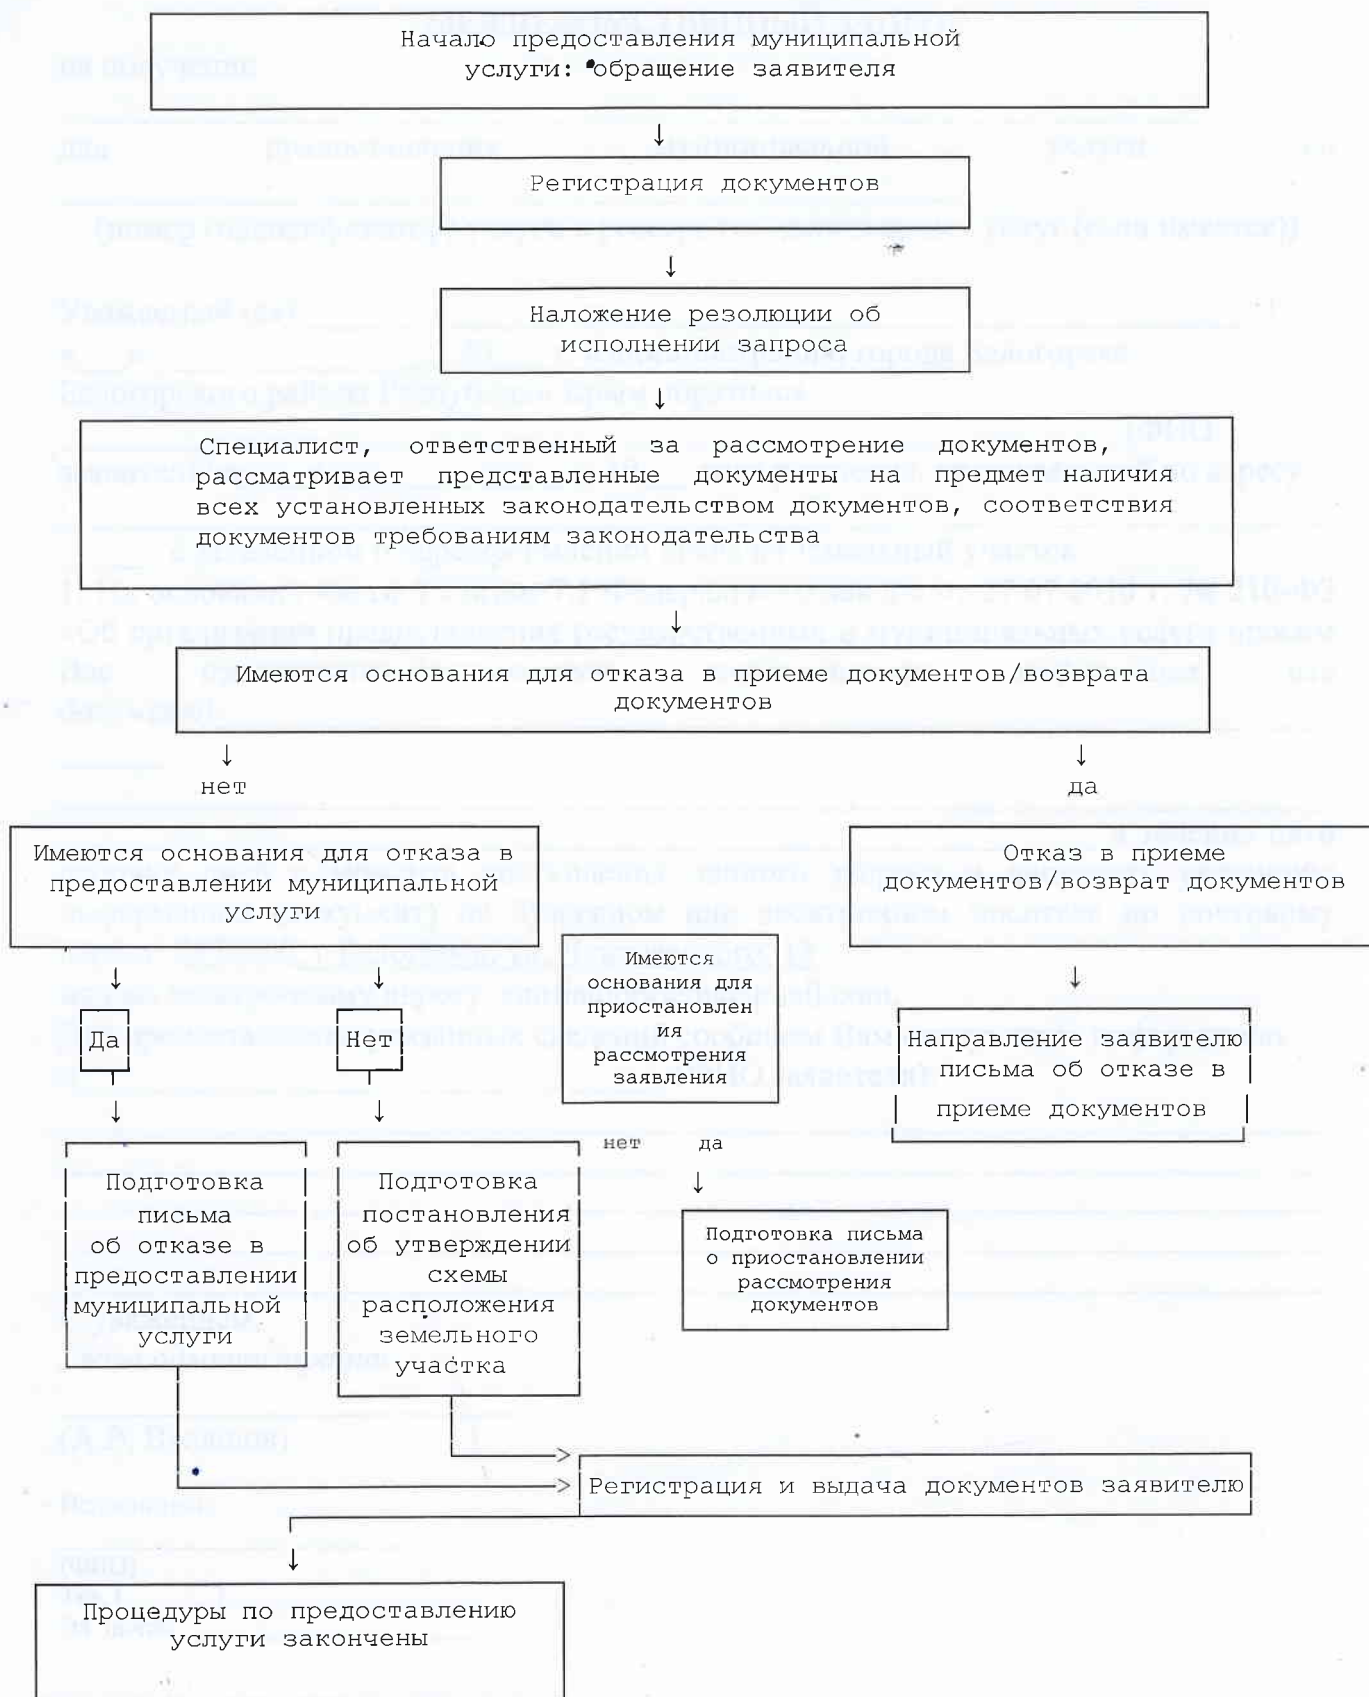 Начало предоставления муниципальной
услуги: обращение заявителя
↓
Регистрация документов
↓
Наложение резолюции об
исполнении запроса
↓
Специалист, ответственный за рассмотрение документов,
рассматривает представленные документы на предмет наличия
всех установленных законодательством документов, соответствия
документов требованиям законодательства
↓
Имеются основания для отказа в приеме документов/возврата
документов
↓ ↓
нет да
Имеются основания для отказа в
предоставлении муниципальной
услуги
Отказ в приеме
документов/возврат документов
Имеются
основания для
приостановлен
ия
рассмотрения
заявления
↓ ↓ ↓
Да Нет
Направление заявителю
письма об отказе в
приеме документов
↓ ↓
нет да
↓
Подготовка
письма
об отказе в
предоставлении
муниципальной
услуги
Подготовка
постановления
об утверждении
схемы
расположения
земельного
участка
Подготовка письма
о приостановлении
рассмотрения
документов
Регистрация и выдача документов заявителю
↓
Процедуры по предоставлению
услуги закончены